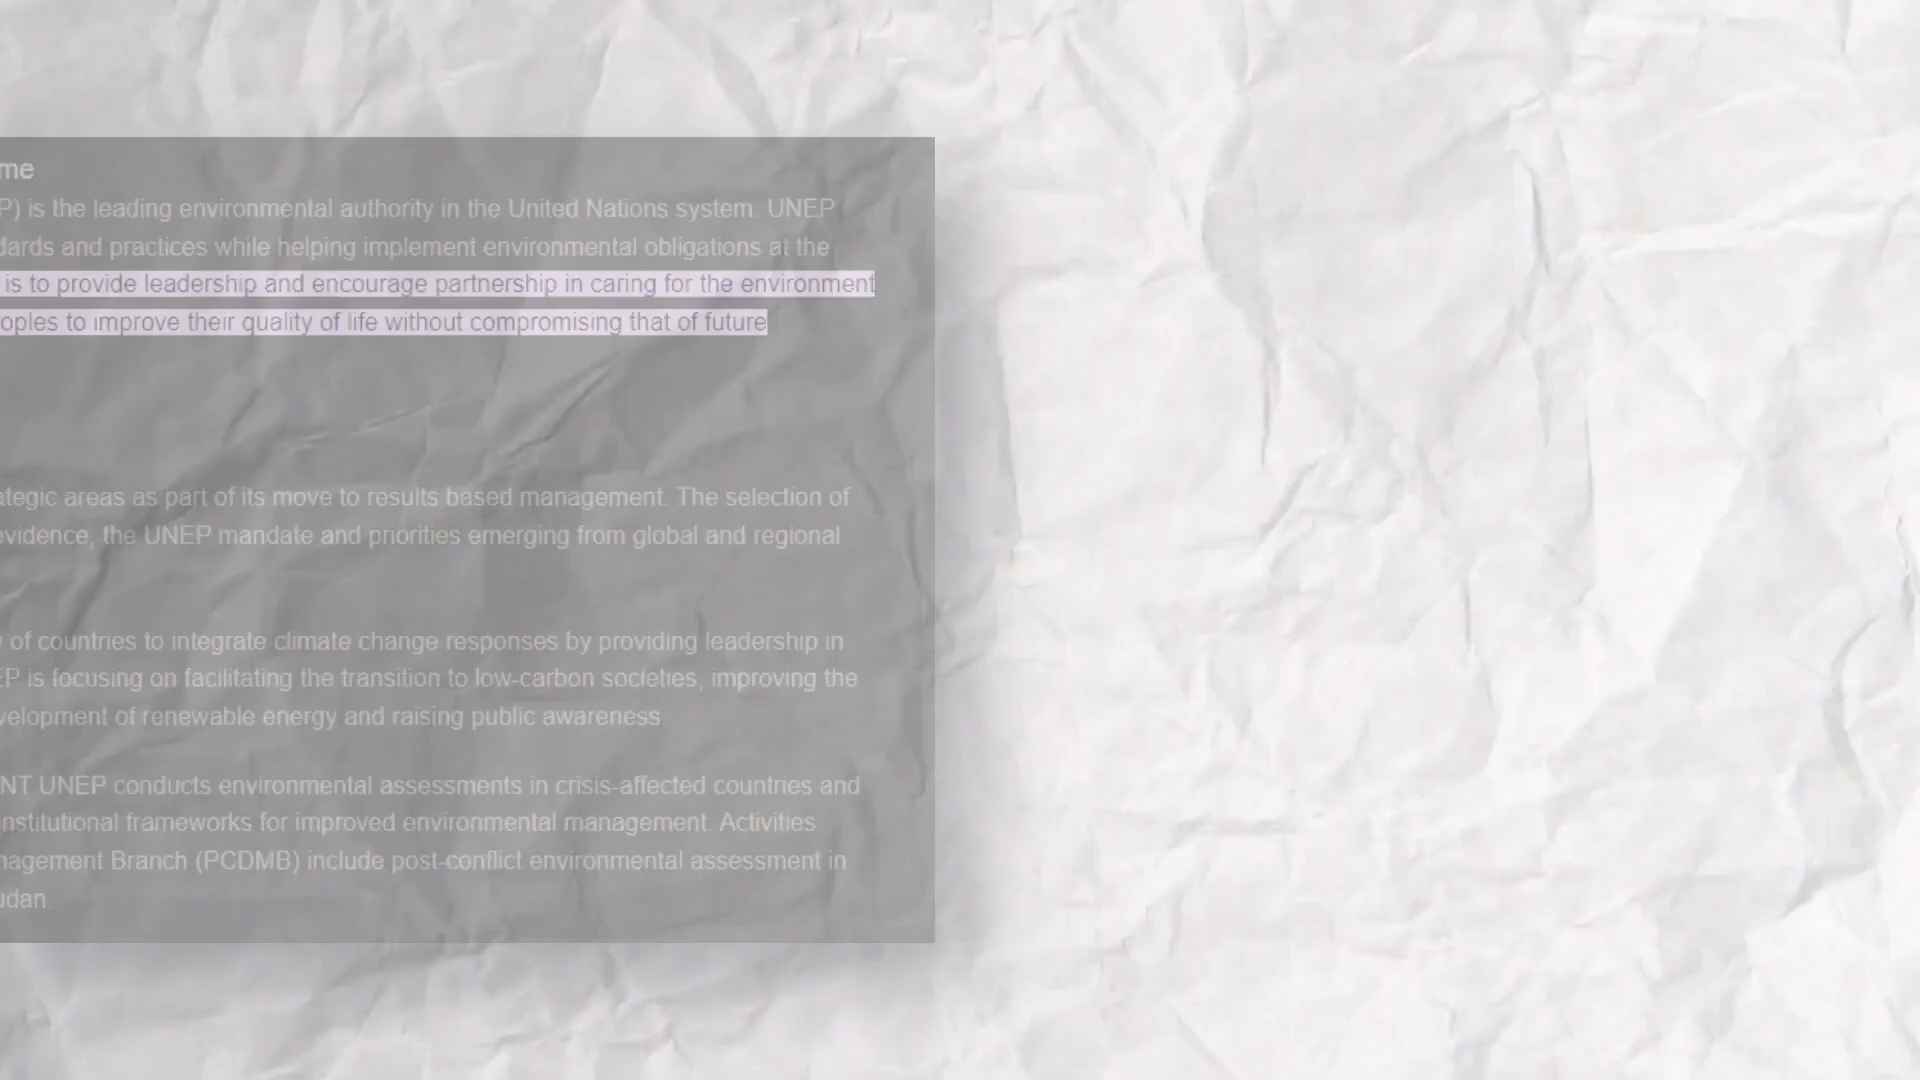 me
P) is the leading environmental authority in the United Nations system. UNEP
dards and practices while helping implement environmental obligations at the
is to provide leadership and encourage partnership in caring for the environment
oples to improve their quality of life without compromising that of future
ategic areas as part of its move to results based management. The selection of
evidence, the UNEP mandate and priorities emerging from global and regional
of countries to integrate climate change responses by providing leadership in
EP is focusing on facilitating the transition to low-carbon societies, improving the
velopment of renewable energy and raising public awareness
NT UNEP conducts environmental assessments in crisis-affected countries and
nstitutional frameworks for improved environmental management. Activities
nagement Branch (PCDMB) include post-conflict environmental assessment in
udan.